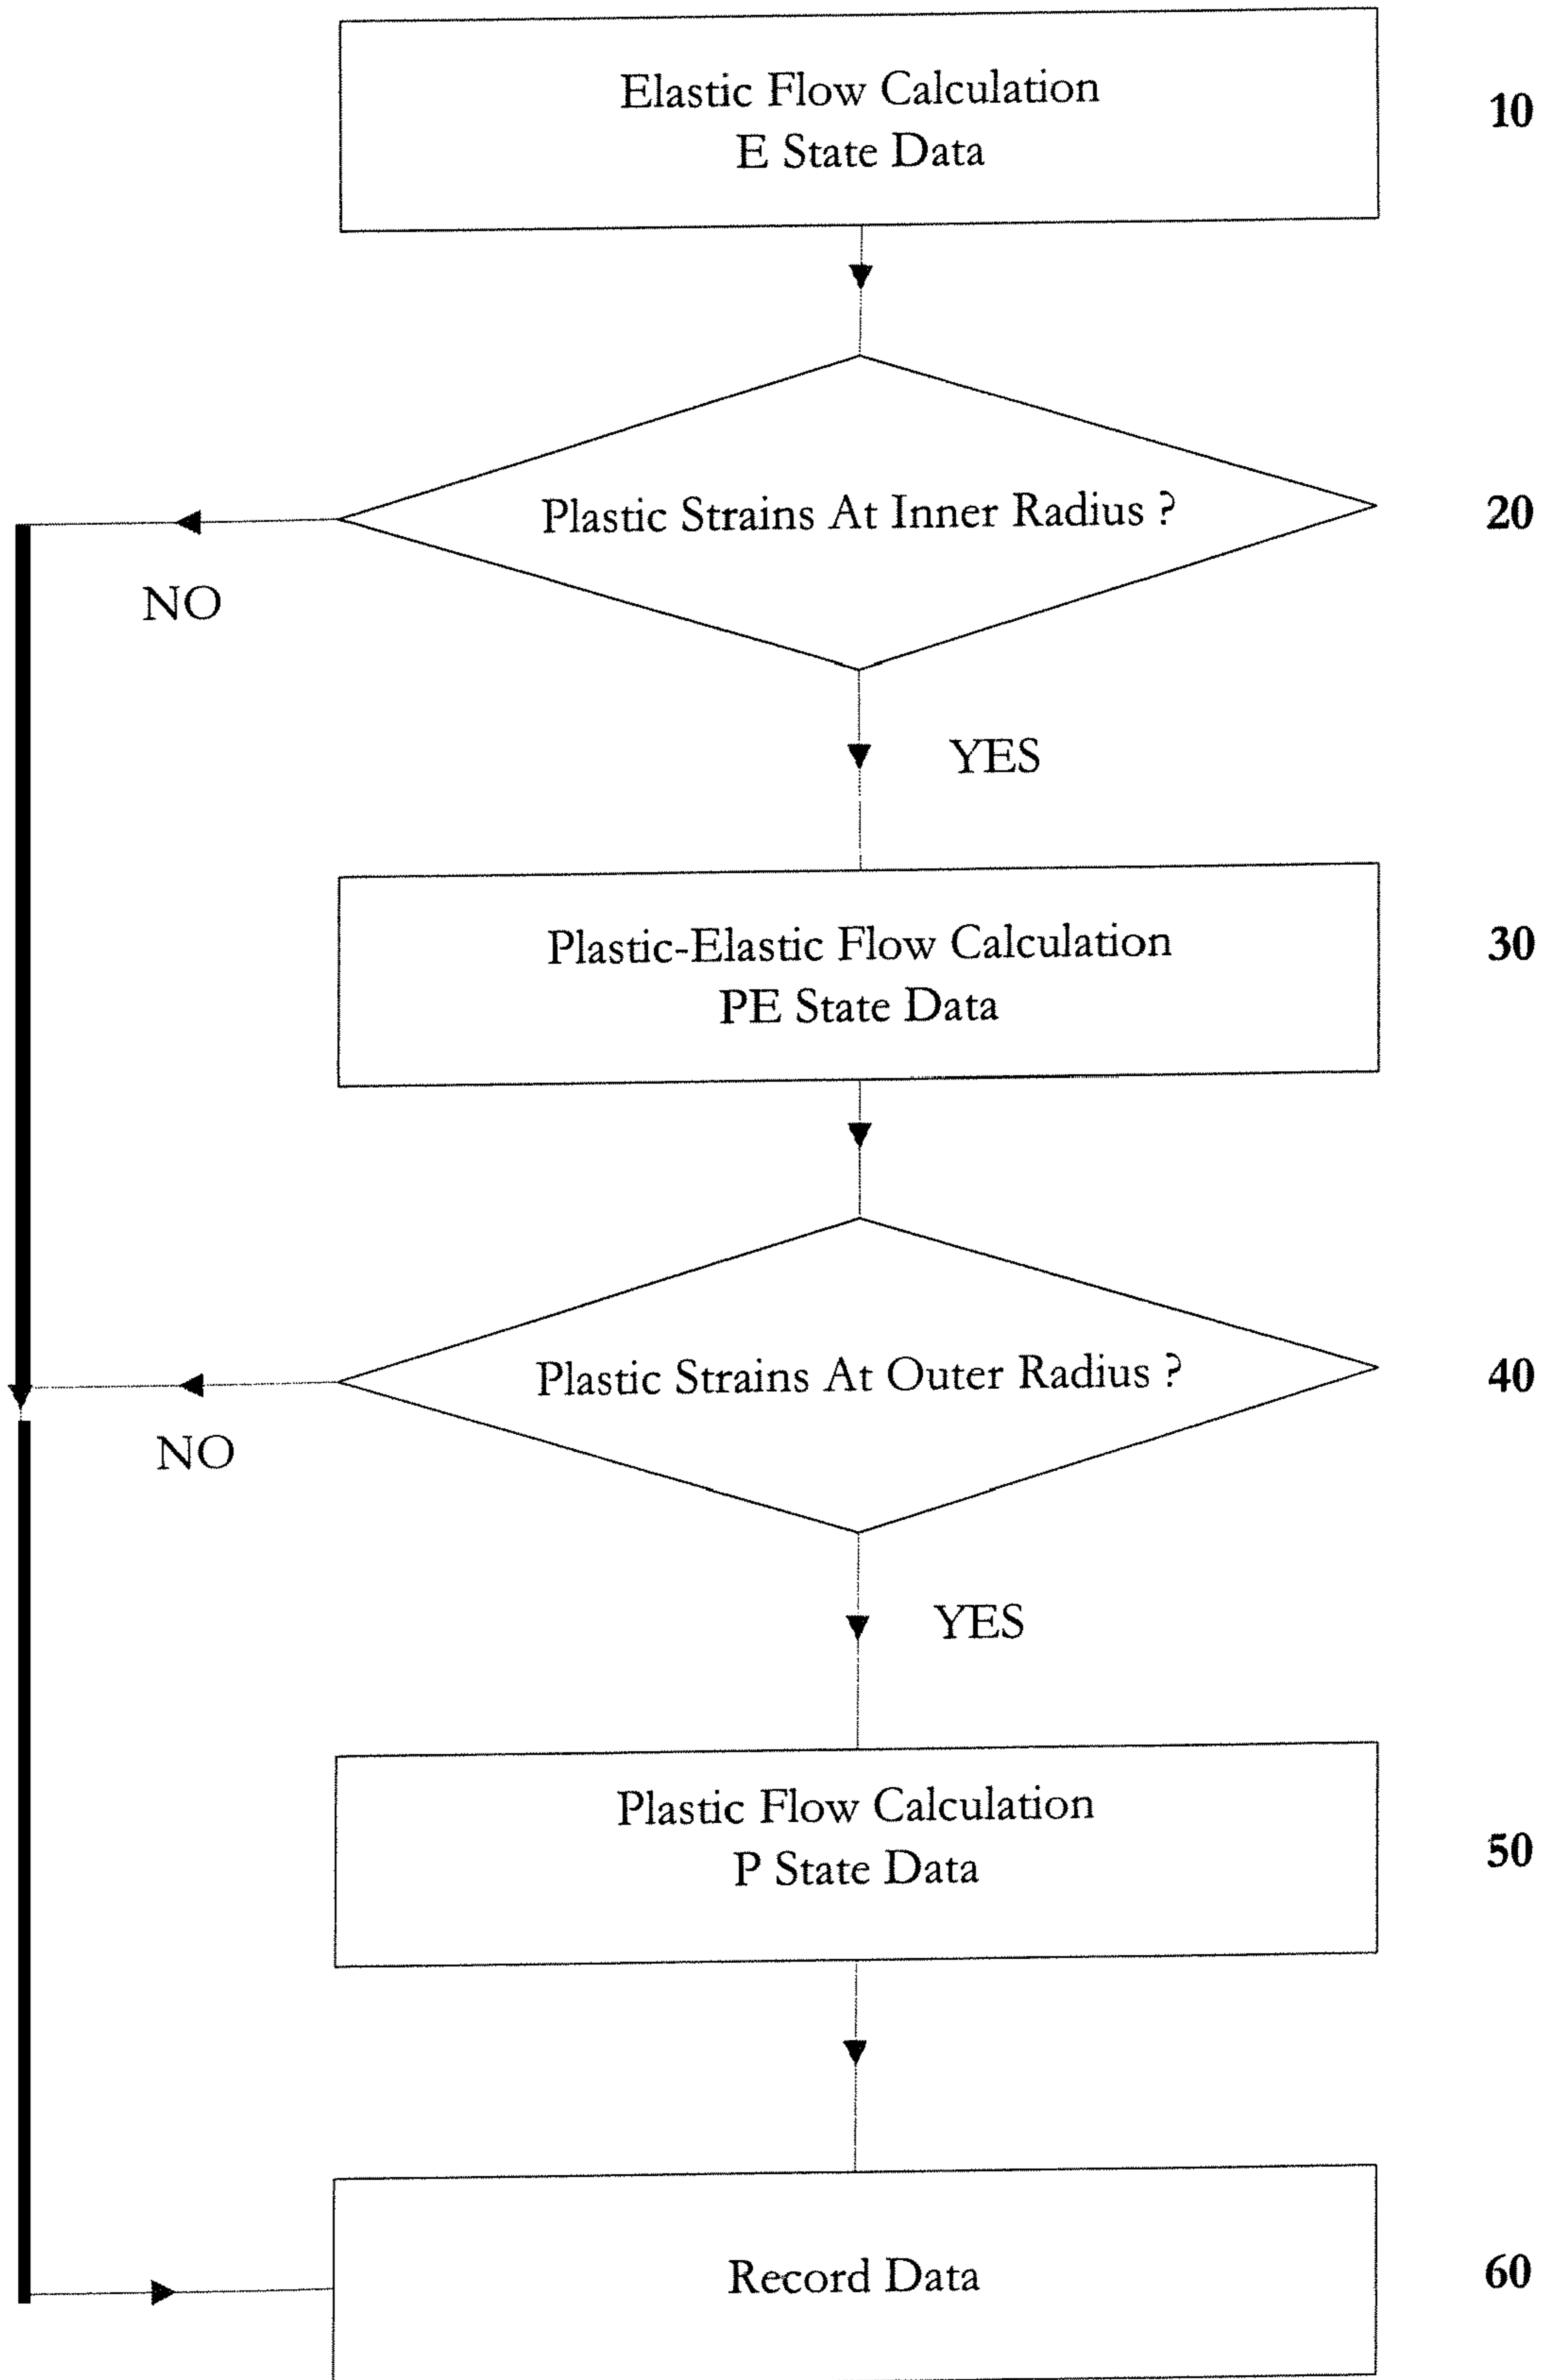 Elastic Flow Calculation
E State Data
10
Plastic Strains At Inner Radius ?
20
NO
YES
Plastic-Elastic Flow Calculation
PE State Data
30
Plastic Strains At Outer Radius ?
40
NO
YES
Plastic Flow Calculation
P State Data
50
Record Data
60